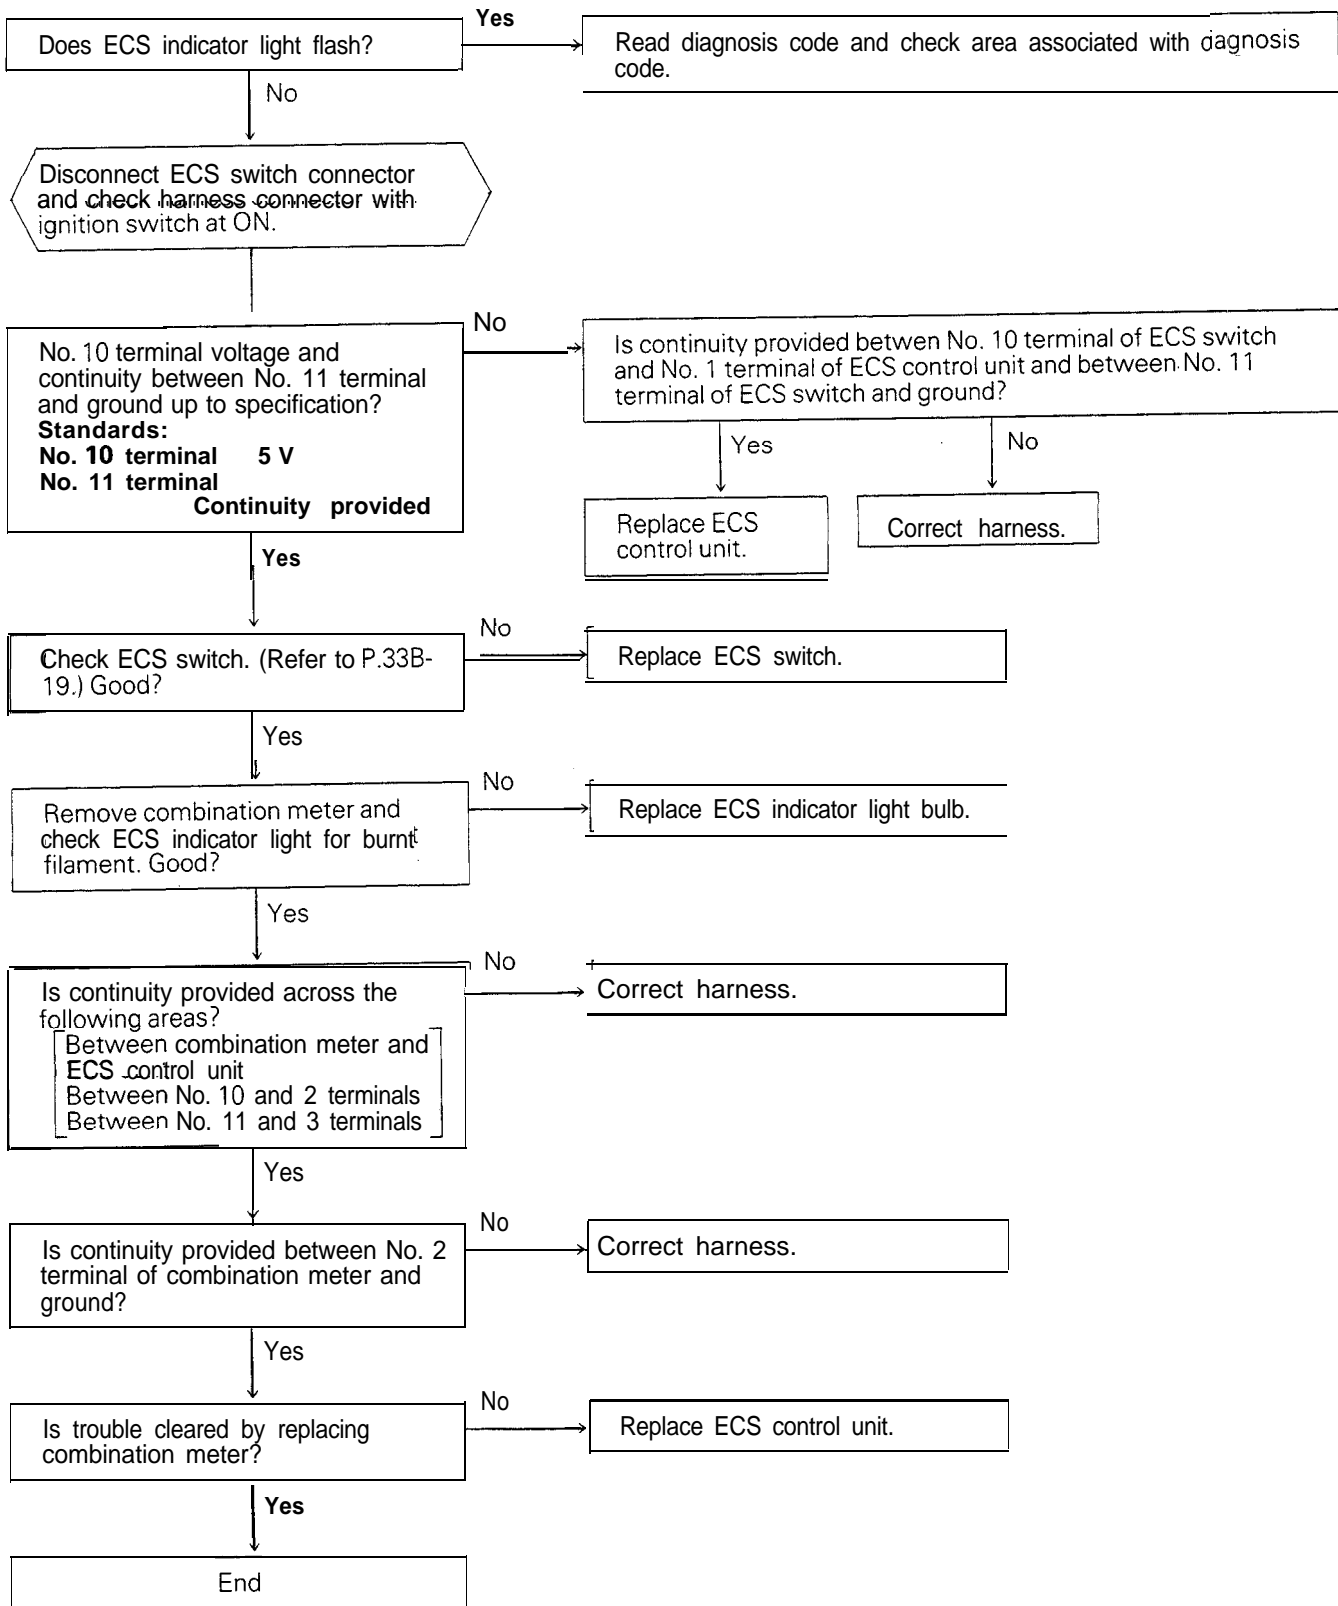 Does ECS indicator light flash?
Yes
Read diagnosis code and check area associated with dagnosis
code.
No
Disconnect ECS switch connector
and check harness connector with
ignition switch at ON.
No. 10 terminal voltage and
continuity between No. 11 terminal
and ground up to specification?
Standards:
No. 10 terminal 5 V
No. 11 terminal
Continuity provided
No
Is continuity provided betwen No. 10 terminal of ECS switch
and No. 1 terminal of ECS control unit and between No. 11
terminal of ECS switch and ground?
Yes
No
Replace ECS
control unit.
Correct harness.
Yes
Check ECS switch. (Refer to P.33B-
19.) Good?
No
Replace ECS switch.
Yes
Remove combination meter and
check ECS indicator light for burnt
filament. Good?
No
Replace ECS indicator light bulb.
Yes
Is continuity provided across the
following areas?
Between combination meter and
ECS control unit
Between No. 10 and 2 terminals
Between No. 11 and 3 terminals
No
Correct harness.
Yes
Is continuity provided between No. 2
terminal of combination meter and
ground?
No
Correct harness.
Yes
Is trouble cleared by replacing
combination meter?
No
Replace ECS control unit.
Yes
End